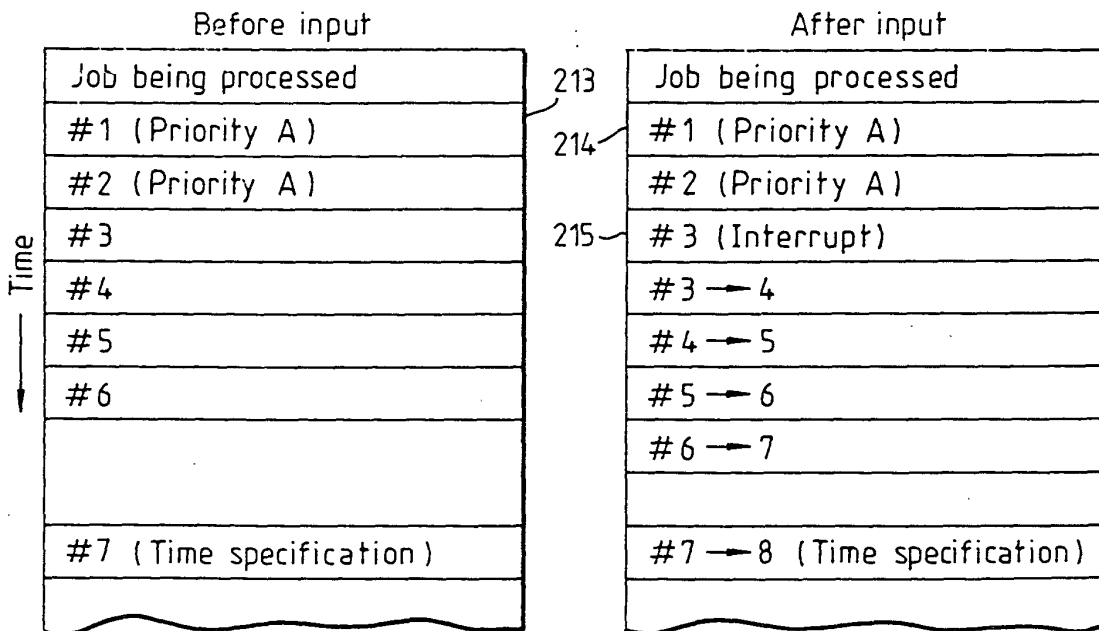 Before input
Job being processed
#1 (Priority A)
#2 (Priority A)
#3
#4
#5
#6
#7 (Time specification)
Time
213
214
215
After input
Job being processed
#1 (Priority A)
#2 (Priority A)
#3 (Interrupt)
#3 → 4
#4 → 5
#5 → 6
#6 → 7
#7 → 8 (Time specification)